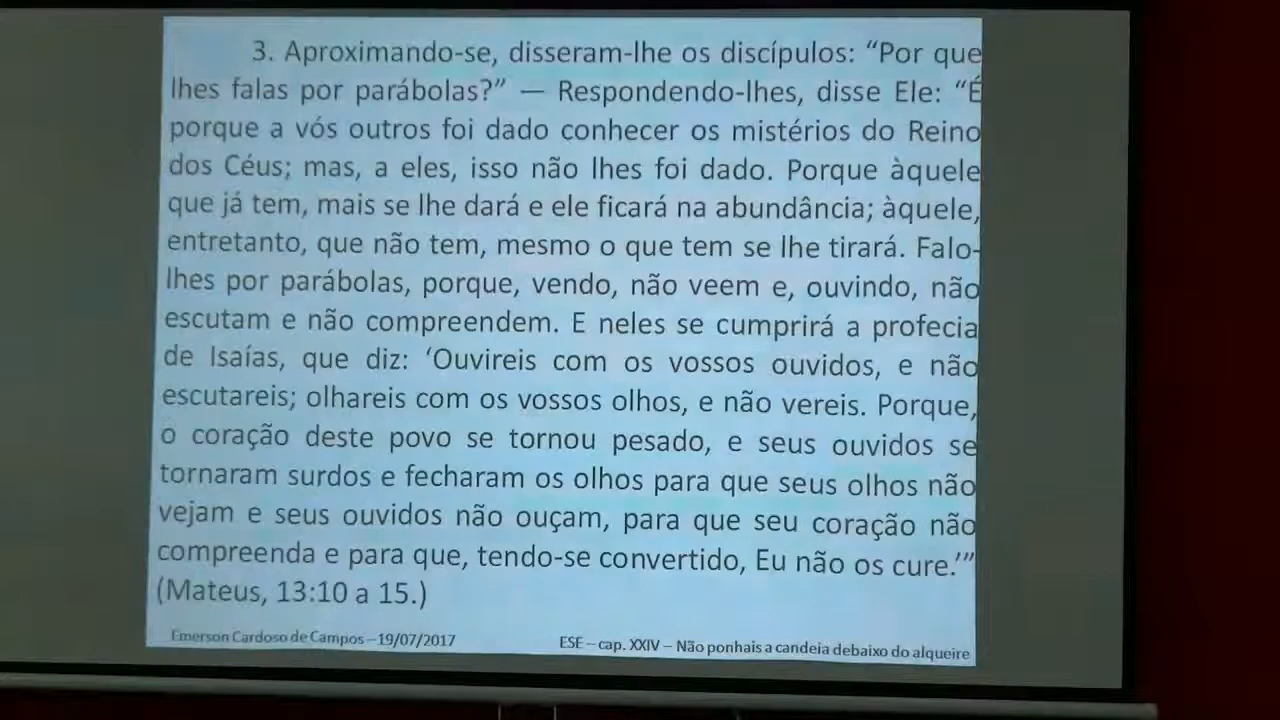 3. Aproximando-se, disseram-lhe os discípulos: “Por que
lhes falas por parábolas?” — Respondendo-lhes, disse Ele: “É
porque a vós outros foi dado conhecer os mistérios do Reino
dos Céus; mas, a eles, isso não lhes foi dado. Porque àquele
que já tem, mais se lhe dará e ele ficará na abundância; àquele,
entretanto, que não tem, mesmo o que tem se lhe tirará. Falo-
lhes por parábolas, porque, vendo, não veem e, ouvindo, não
escutam e não compreendem. E neles se cumprirá a profecia
de Isaías, que diz: ‘Ouvireis com os vossos ouvidos, e não
escutareis; olhareis com os vossos olhos, e não vereis. Porque,
o coração deste povo se tornou pesado, e seus ouvidos se
tornaram surdos e fecharam os olhos para que seus olhos não
vejam e seus ouvidos não ouçam, para que seu coração não
compreenda e para que, tendo-se convertido, Eu não os cure.’”
(Mateus, 13:10 a 15.)
Emerson Cardoso de Campos – 19/07/2017
ESE – cap. XXIV – Não ponhais a candeia debaixo do alqueire